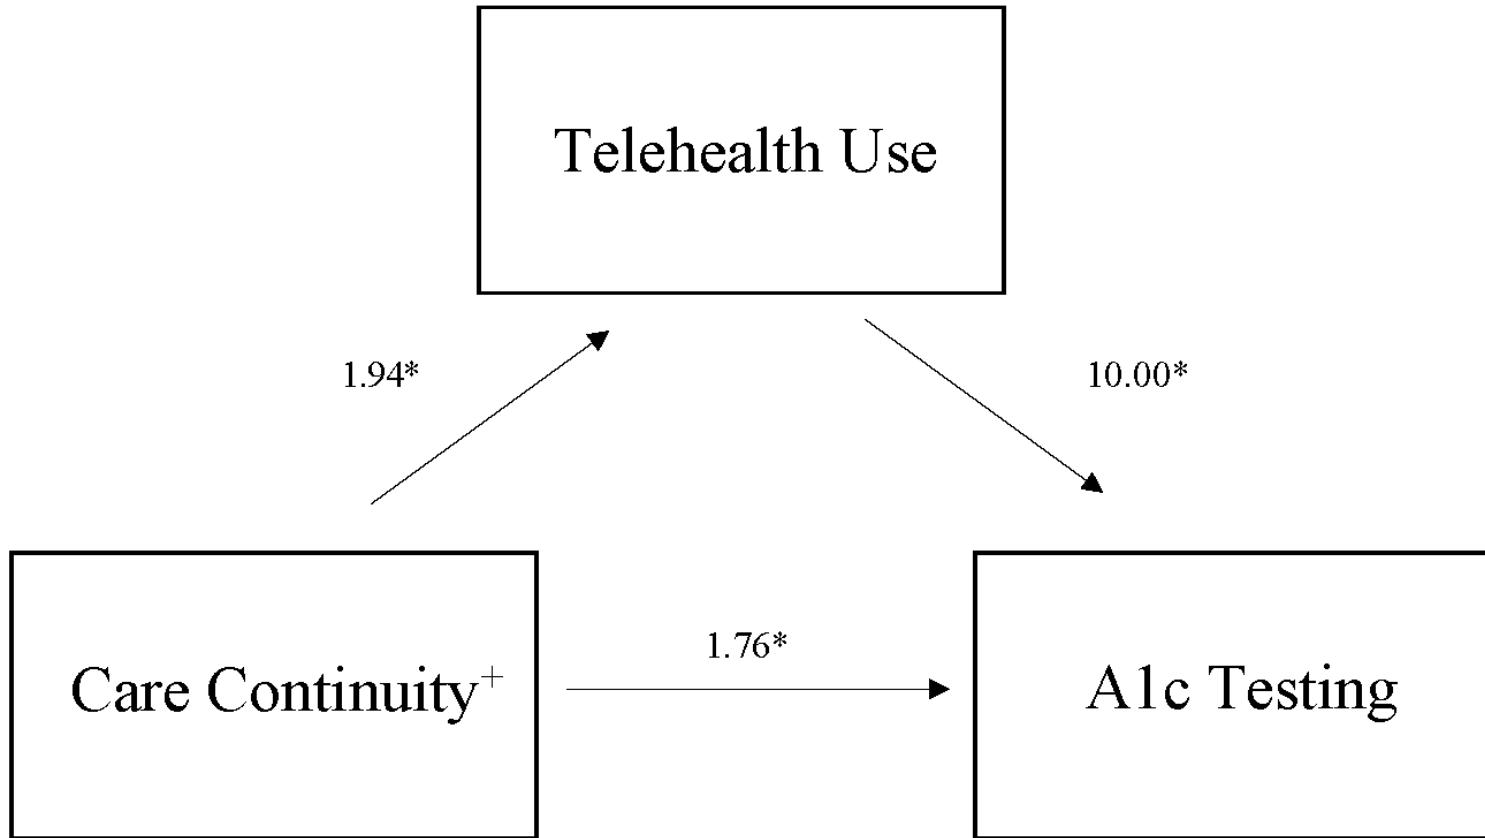 Telehealth Use
1.94*
10.00*
1.76*
Care Continuity+
A1c Testing